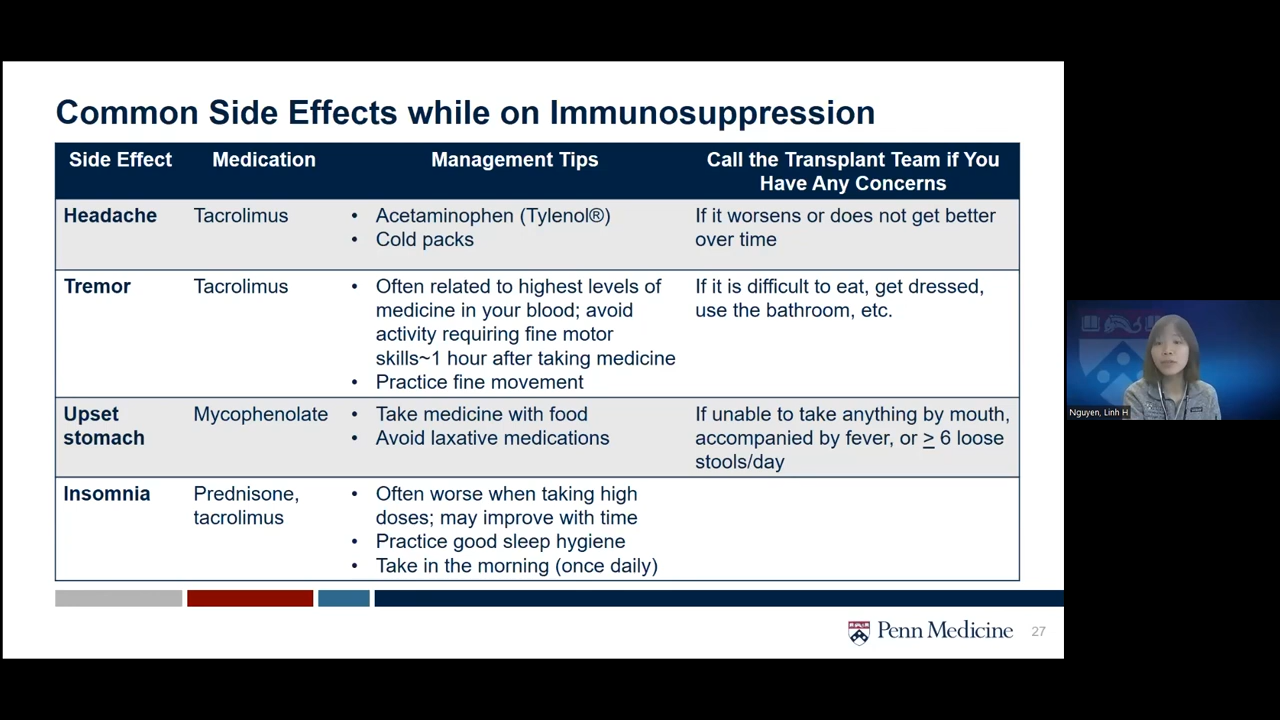 Common Side Effects while on Immunosuppression
Side Effect
Medication
Management Tips
Call the Transplant Team if You
Have Any Concerns
Headache
Tacrolimus
• Acetaminophen (Tylenol®)
• Cold packs
If it worsens or does not get better
over time
Tremor
Tacrolimus
• Often related to highest levels of
medicine in your blood; avoid
activity requiring fine motor
skills~1 hour after taking medicine
• Practice fine movement
If it is difficult to eat, get dressed,
use the bathroom, etc.
Upset
stomach
Mycophenolate
• Take medicine with food
• Avoid laxative medications
If unable to take anything by mouth,
accompanied by fever, or ≥ 6 loose
stools/day
Insomnia
Prednisone,
tacrolimus
• Often worse when taking high
doses; may improve with time
• Practice good sleep hygiene
• Take in the morning (once daily)
Penn Medicine
27
Nguyen, Linh H